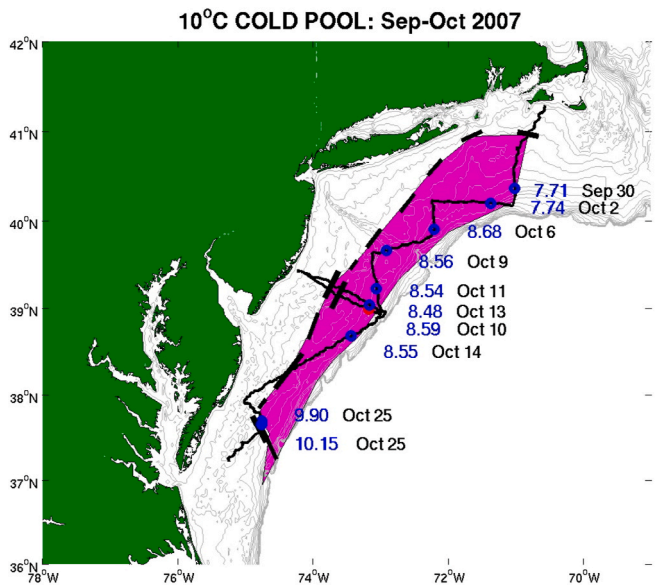 10°C COLD POOL: Sep-Oct 2007
42°N
41°N
40°N
39°N
38°N
37°N
36°N
7.71 Sep 30
7.74 Oct 2
8.68 Oct 6
8.56 Oct 9
8.54 Oct 11
8.48 Oct 13
8.59 Oct 10
8.55 Oct 14
9.90 Oct 25
10.15 Oct 25
78°W
76°W
74°W
72°W
70°W